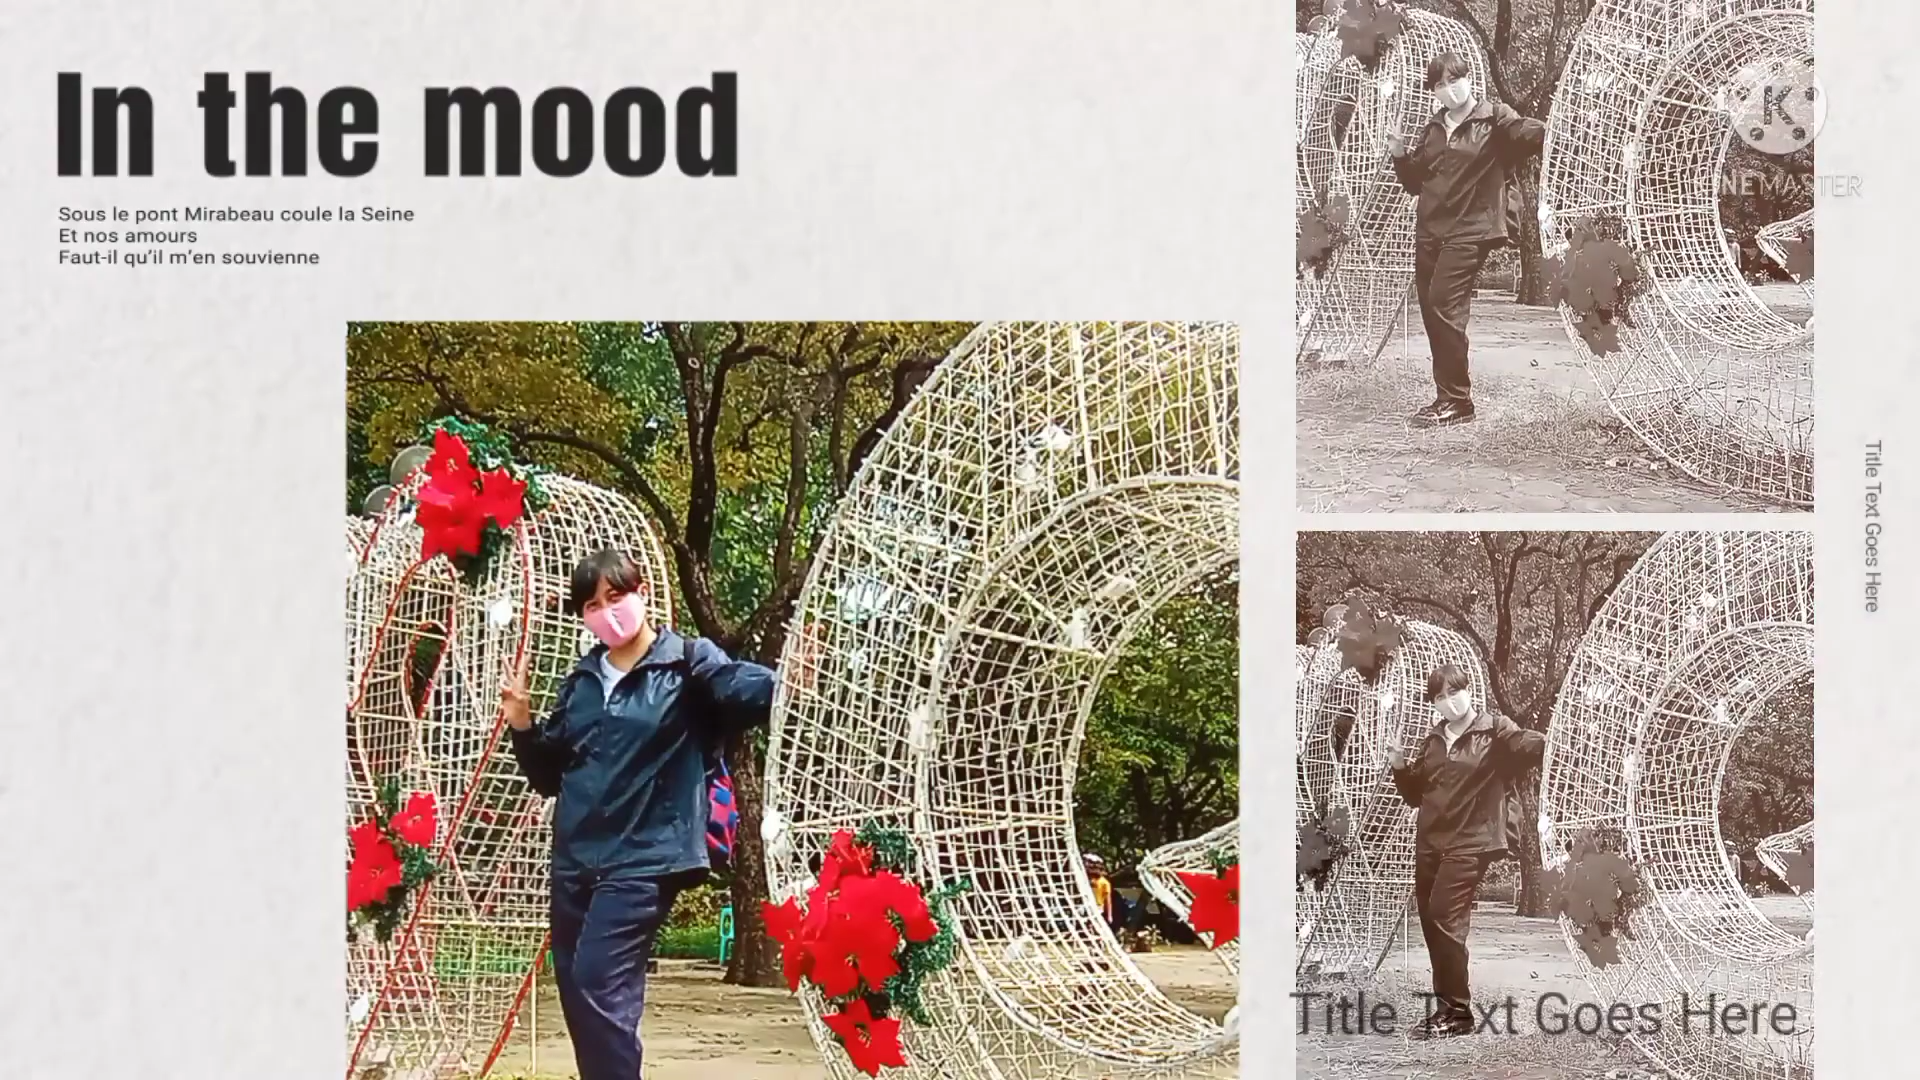 In the mood
Sous le pont Mirabeau coule la Seine
Et nos amours
Faut-il qu'il m'en souvienne
K
NEMASTER
Title Text Goes Here
Title Text Goes Here